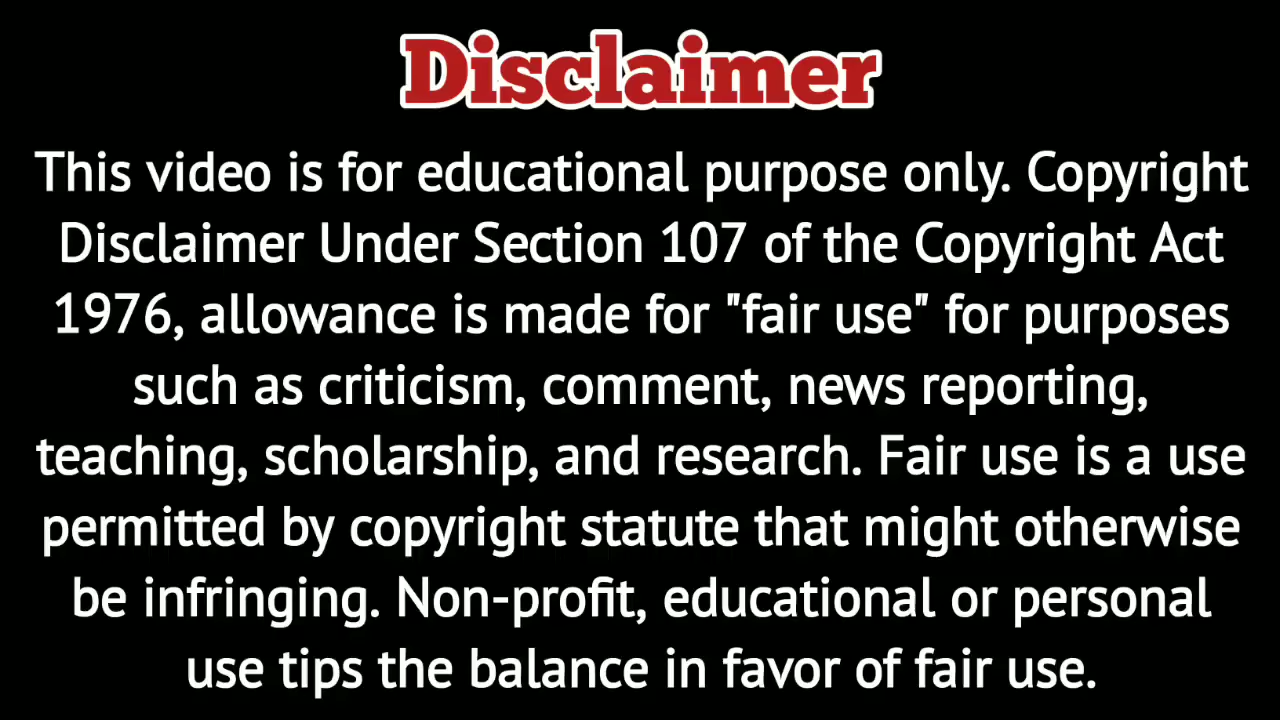 Disclaimer
This video is for educational purpose only. Copyright
Disclaimer Under Section 107 of the Copyright Act
1976, allowance is made for "fair use" for purposes
such as criticism, comment, news reporting,
teaching, scholarship, and research. Fair use is a use
permitted by copyright statute that might otherwise
be infringing. Non-profit, educational or personal
use tips the balance in favor of fair use.